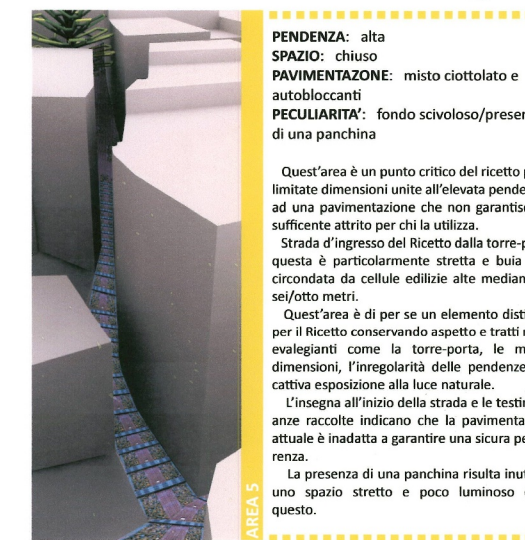 PENDENZA: alta
SPAZIO: chiuso
PAVIMENTAZONE: misto ciottolato e
autobloccanti
PECULIARITA': fondo scivoloso/presen
di una panchina
Quest'area è un punto critico del ricetto p
limitate dimensioni unite all'elevata pende
ad una pavimentazione che non garantis
sufficente attrito per chi la utilizza.
Strada d'ingresso del Ricetto dalla torre-p
questa è particolarmente stretta e buia
circondata da cellule edilizie alte median
sei/otto metri.
Quest'area è di per se un elemento disti
per il Ricetto conservando aspetto e tratti
evalegianti come la torre-porta, le m
dimensioni, l'inregolarità delle pendenze
cattiva esposizione alla luce naturale.
L'insegna all'inizio della strada e le testi
anze raccolte indicano che la pavimenta
attuale è inadatta a garantire una sicura pe
renza.
La presenza di una panchina risulta inut
uno spazio stretto e poco luminoso
questo.
AREA 5